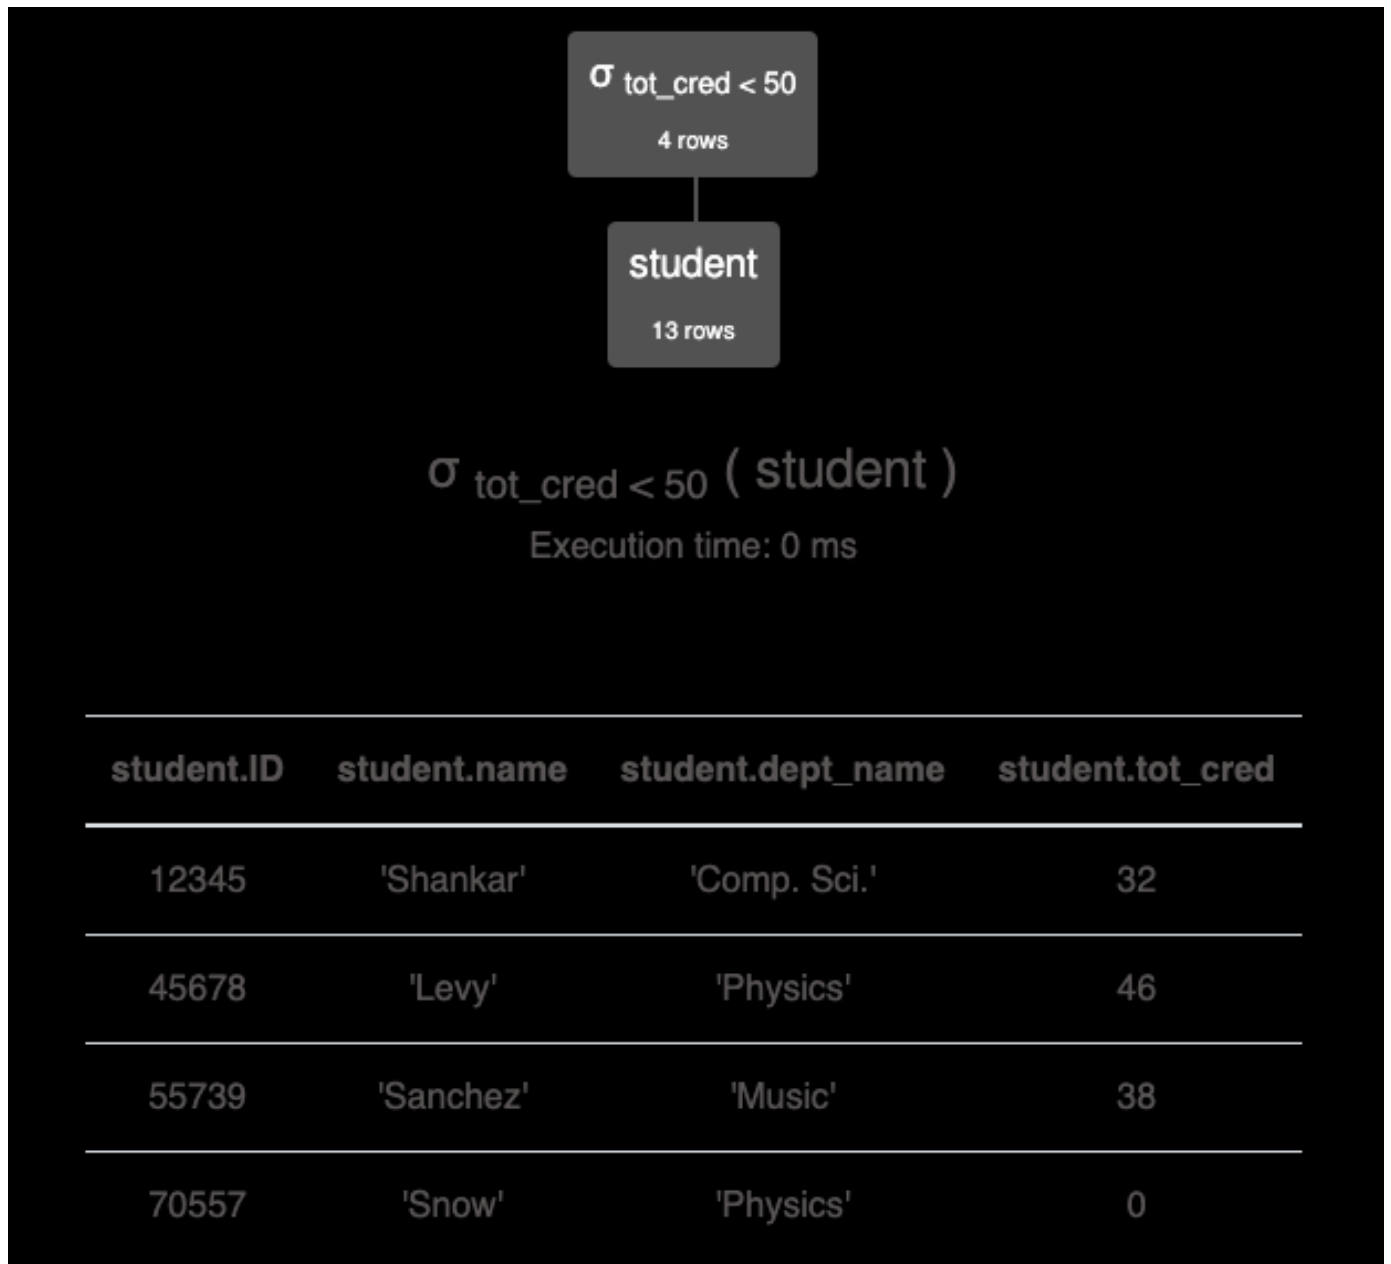 σ tot_cred < 50
4 rows
student
13 rows
σ tot_cred < 50 ( student )
Execution time: 0 ms
student.ID student.name student.dept_name student.tot_cred
12345 'Shankar' 'Comp. Sci.' 32
45678 'Levy' 'Physics' 46
55739 'Sanchez' 'Music' 38
70557 'Snow' 'Physics' 0